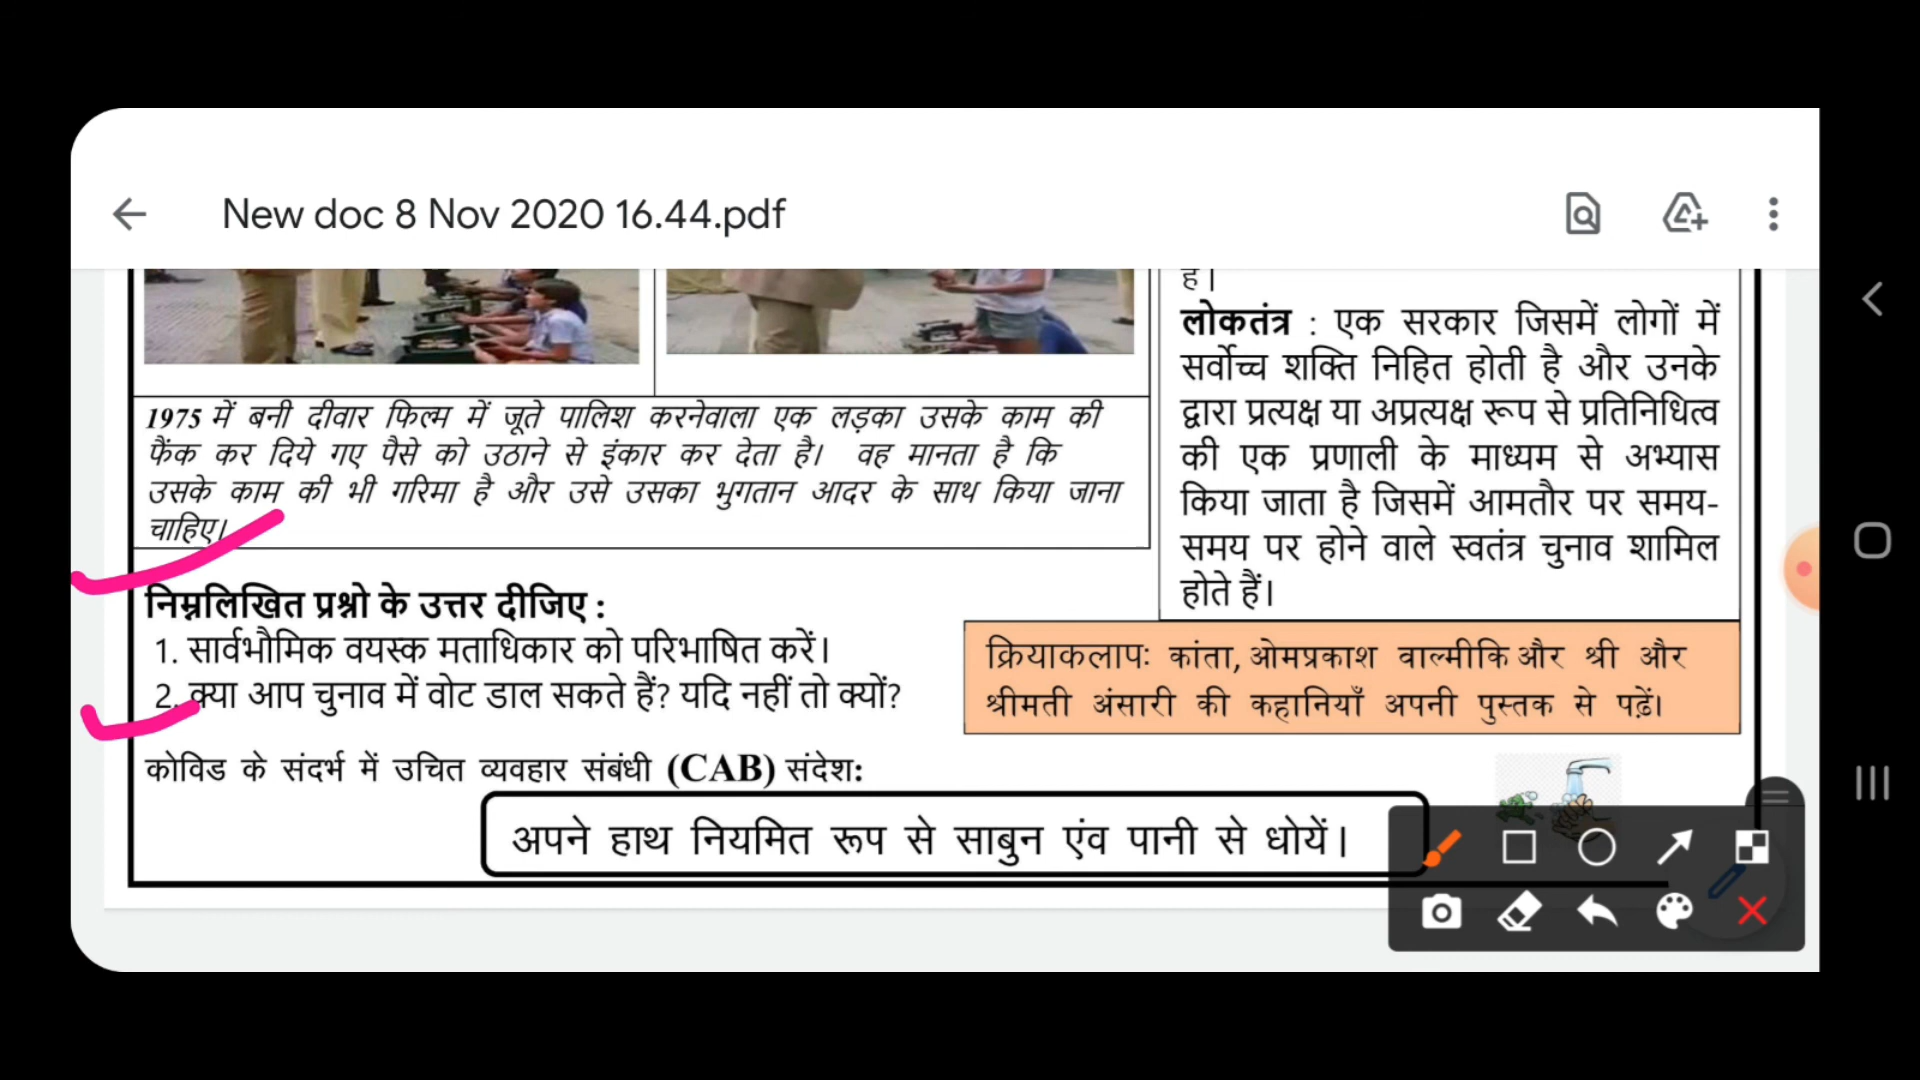 New doc 8 Nov 2020 16.44.pdf
है|
लोकतंत्र : एक सरकार जिसमें लोगों में
सर्वोच्च शक्ति निहित होती है और उनके
द्वारा प्रत्यक्ष या अप्रत्यक्ष रूप से प्रतिनिधित्व
की एक प्रणाली के माध्यम से अभ्यास
किया जाता है जिसमें आमतौर पर समय-
समय पर होने वाले स्वतंत्र चुनाव शामिल
होते हैं।
1975 में बनी दीवार फिल्म में जूते पालिश करनेवाला एक लड़का उसके काम की
फैंक कर दिये गए पैसे को उठाने से इंकार कर देता है। वह मानता है कि
उसके काम की भी गरिमा है और उसे उसका भुगतान आदर के साथ किया जाना
चाहिए।
निम्नलिखित प्रश्नो के उत्तर दीजिए :
1. सार्वभौमिक वयस्क मताधिकार को परिभाषित करें।
2. क्या आप चुनाव में वोट डाल सकते हैं? यदि नहीं तो क्यों?
क्रियाकलापः कांता, ओमप्रकाश वाल्मीकि और श्री और
श्रीमती अंसारी की कहानियाँ अपनी पुस्तक से पढ़ें।
कोविड के संदर्भ में उचित व्यवहार संबंधी (CAB) संदेश:
अपने हाथ नियमित रूप से साबुन एंव पानी से धोयें।